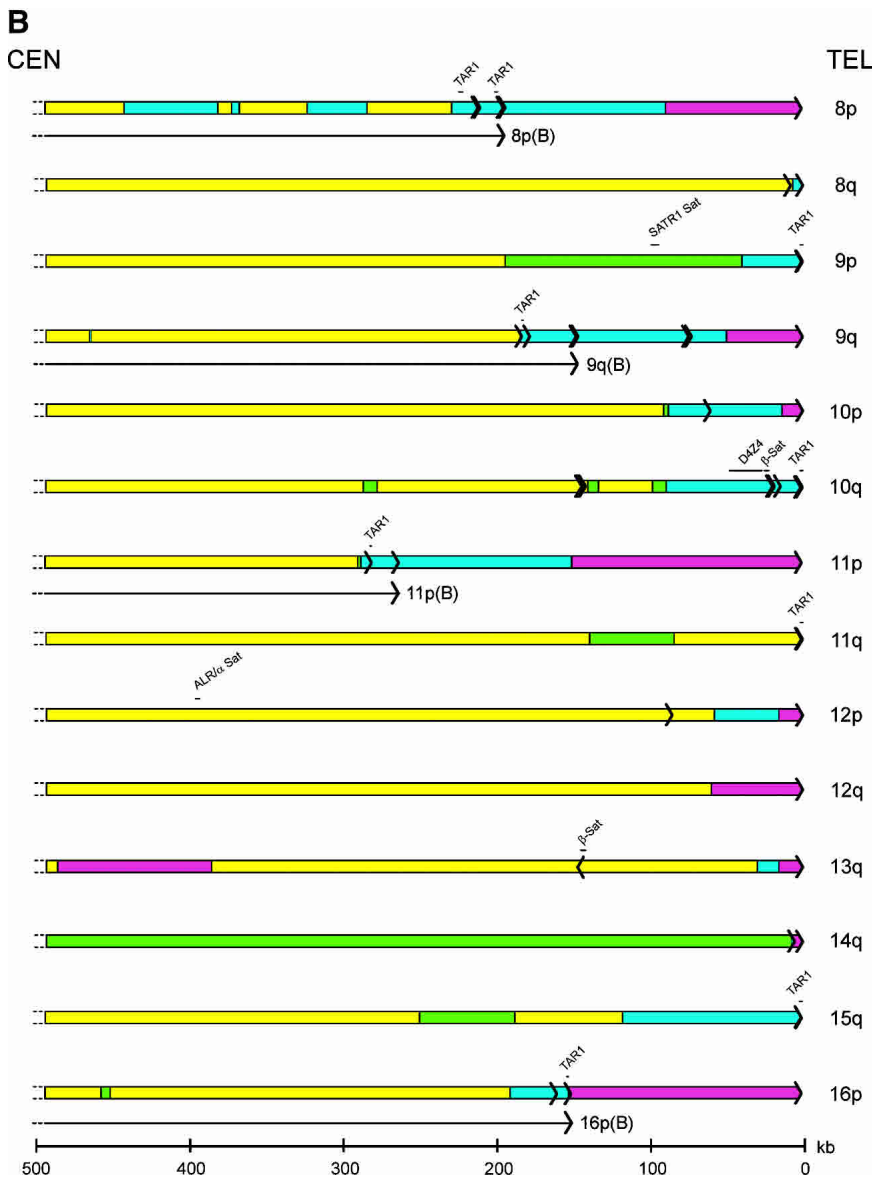 B
CEN TEL
TAR1 TAR1
8p
8p(B)
8q
SATR1 Sat TAR1
9p
TAR1
9q
9q(B)
10p
D4Z4 β-Sat TAR1
10q
TAR1
11p
11p(B)
TAR1
11q
ALR/α Sat
12p
12q
β-Sat
13q
14q
TAR1
15q
TAR1
16p
16p(B)
kb
500 400 300 200 100 0